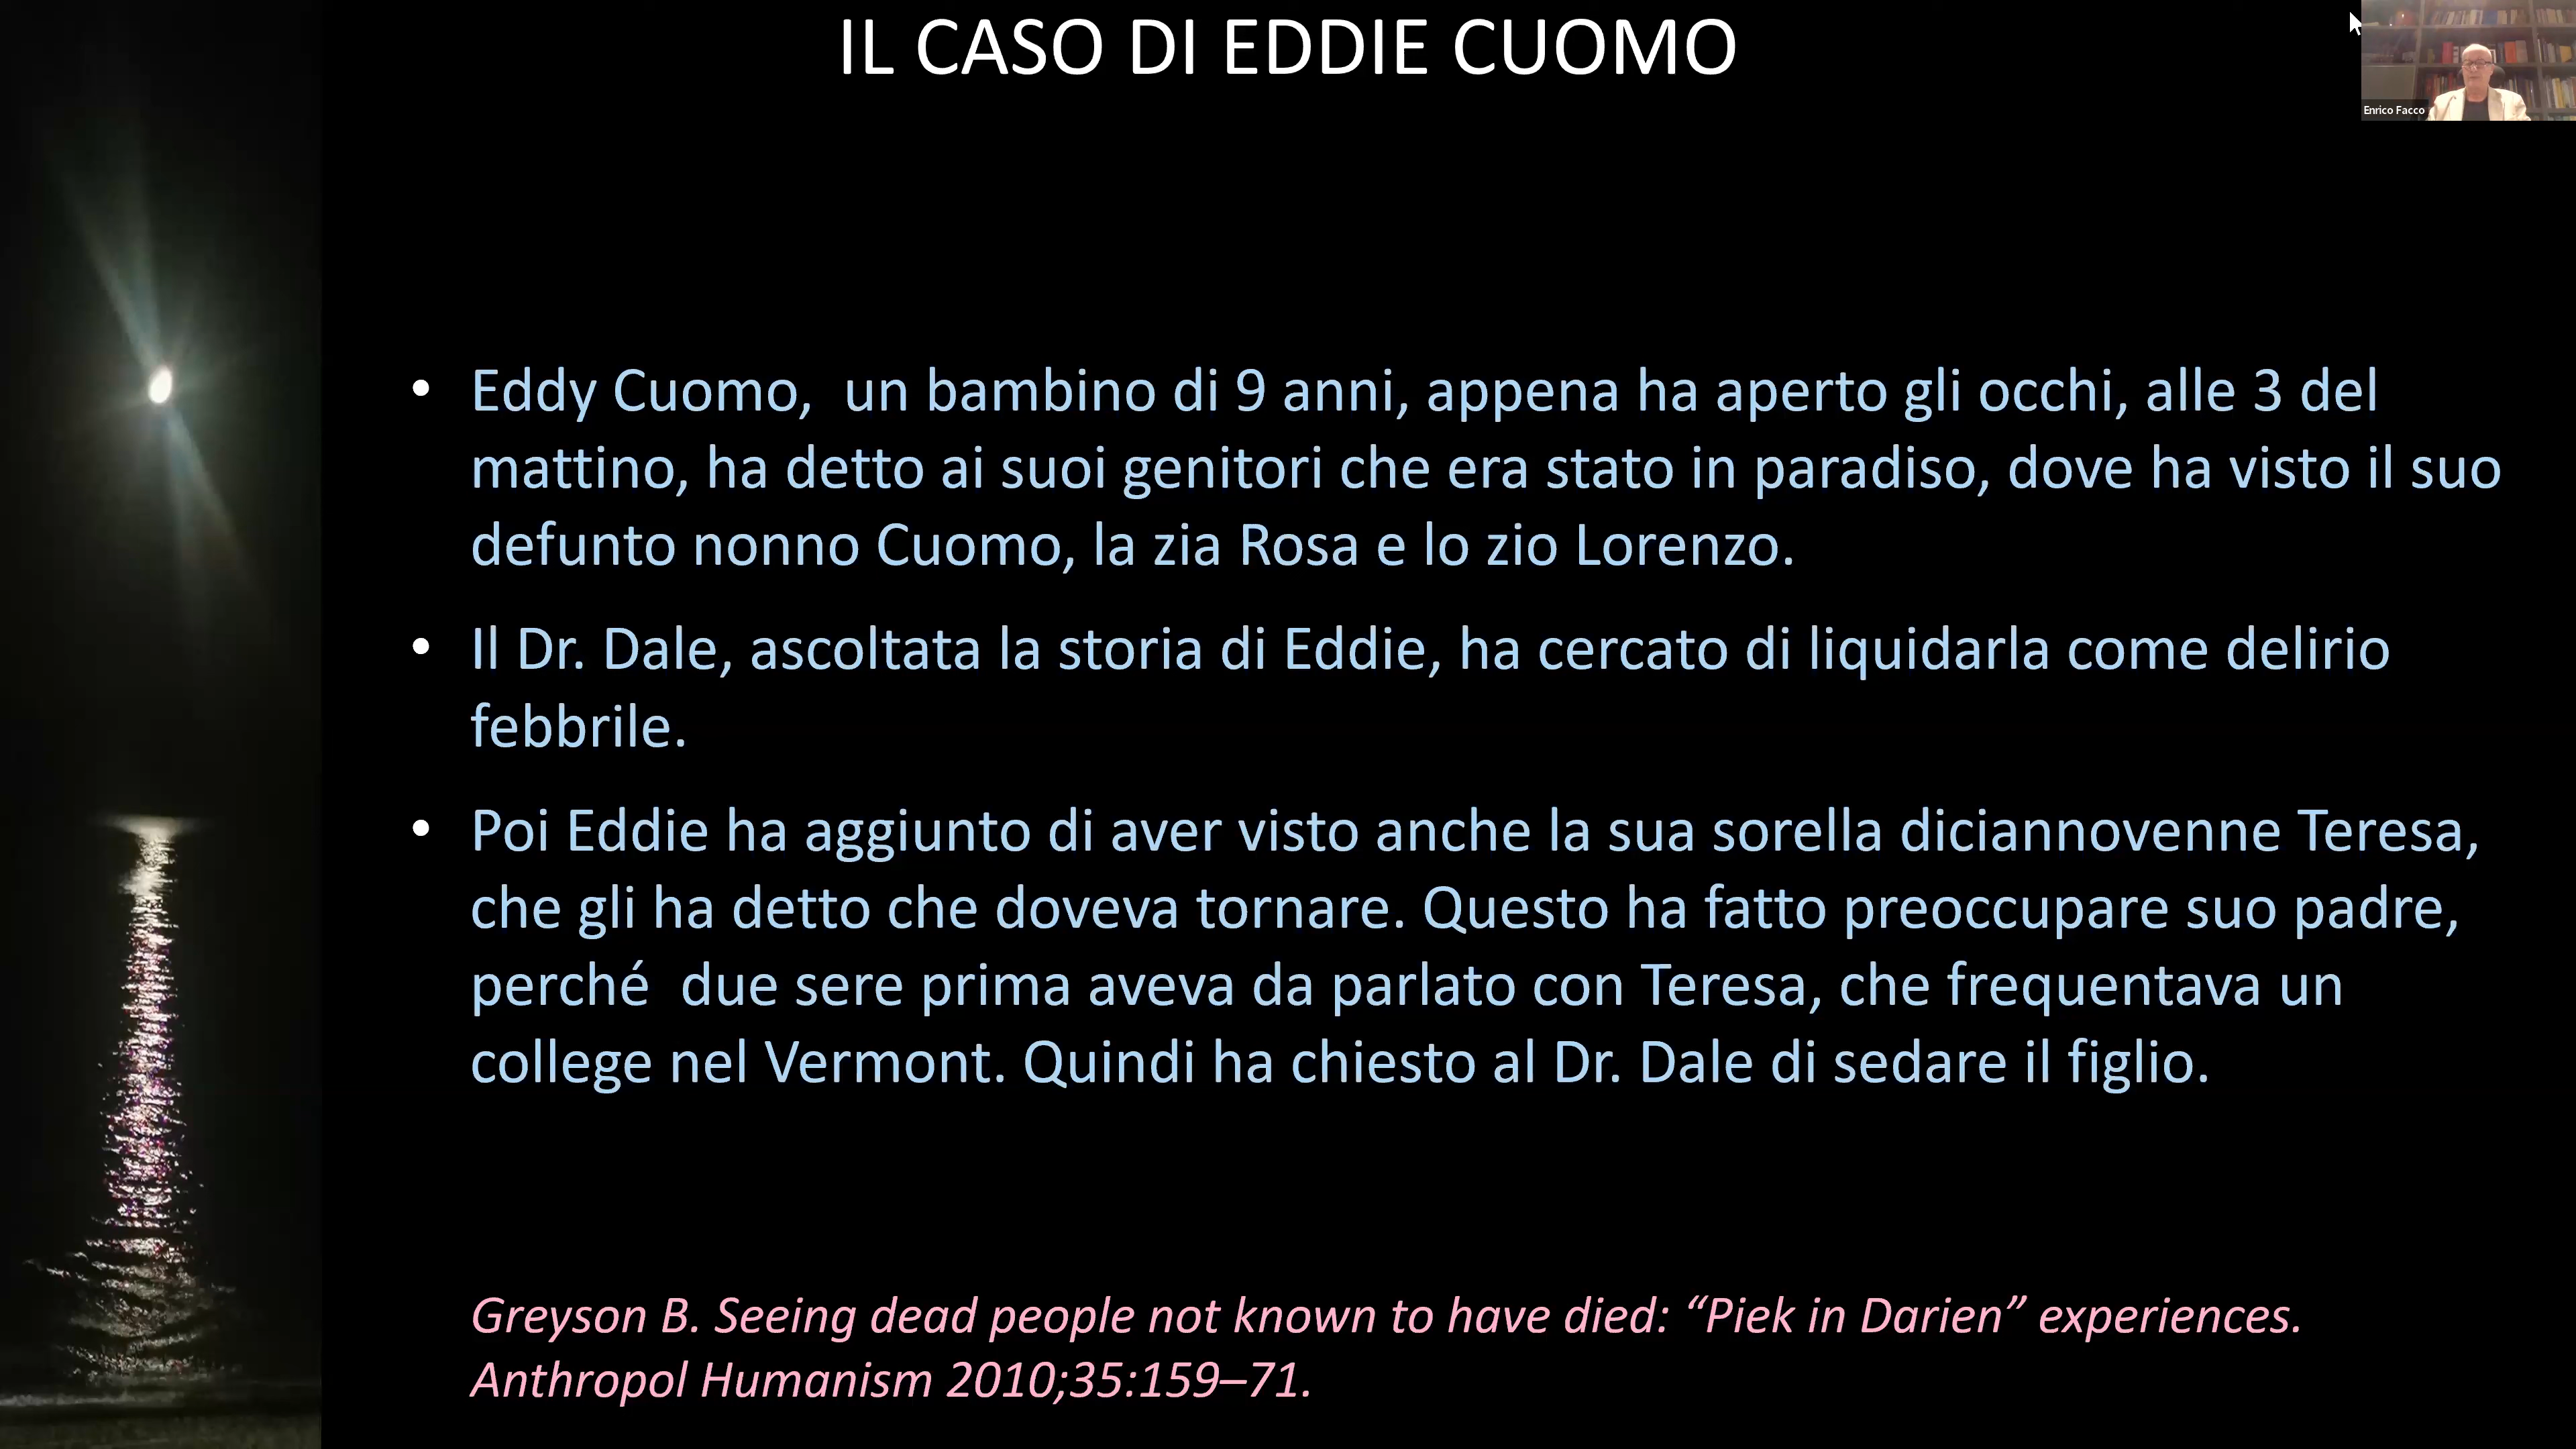 IL CASO DI EDDIE CUOMO
Enrico Facco
• Eddy Cuomo,  un bambino di 9 anni, appena ha aperto gli occhi, alle 3 del
mattino, ha detto ai suoi genitori che era stato in paradiso, dove ha visto il suo
defunto nonno Cuomo, la zia Rosa e lo zio Lorenzo.
• Il Dr. Dale, ascoltata la storia di Eddie, ha cercato di liquidarla come delirio
febbrile.
• Poi Eddie ha aggiunto di aver visto anche la sua sorella diciannovenne Teresa,
che gli ha detto che doveva tornare. Questo ha fatto preoccupare suo padre,
perché  due sere prima aveva da parlato con Teresa, che frequentava un
college nel Vermont. Quindi ha chiesto al Dr. Dale di sedare il figlio.
Greyson B. Seeing dead people not known to have died: “Piek in Darien” experiences.
Anthropol Humanism 2010;35:159–71.